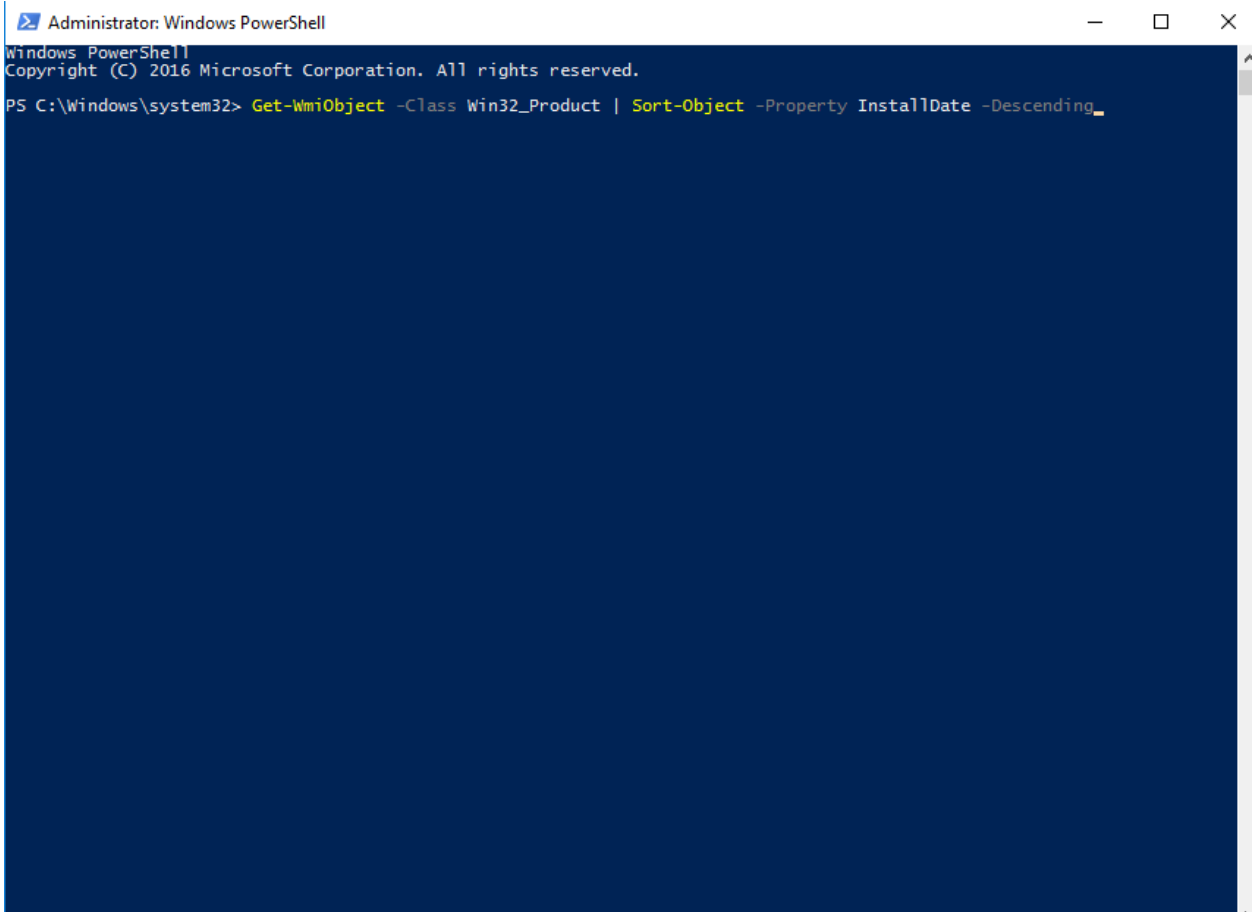 Administrator: Windows PowerShell
Windows PowerShell
Copyright (C) 2016 Microsoft Corporation. All rights reserved.
PS C:\Windows\system32> Get-WmiObject -Class Win32_Product | Sort-Object -Property InstallDate -Descending